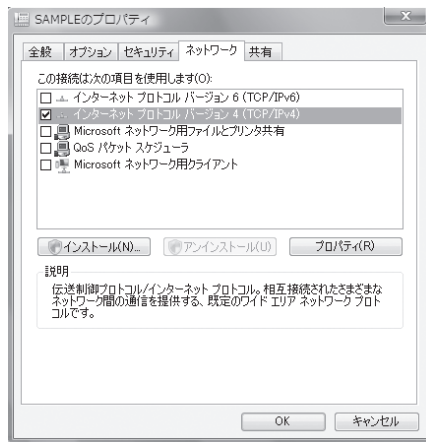 SAMPLEのプロパティ
全般 オプション セキュリティ ネットワーク 共有
この接続は次の項目を使用します(O):
インターネット プロトコル バージョン 6 (TCP/IPv6)
インターネット プロトコル バージョン 4 (TCP/IPv4)
Microsoft ネットワーク用ファイルとプリンタ共有
QoS パケット スケジューラ
Microsoft ネットワーク用クライアント
インストール(N)... アンインストール(U) プロパティ(R)
説明
伝送制御プロトコル/インターネット プロトコル。相互接続されたさまざまな
ネットワーク間の通信を提供する、既定のワイド エリア ネットワーク プロト
コルです。
OK キャンセル